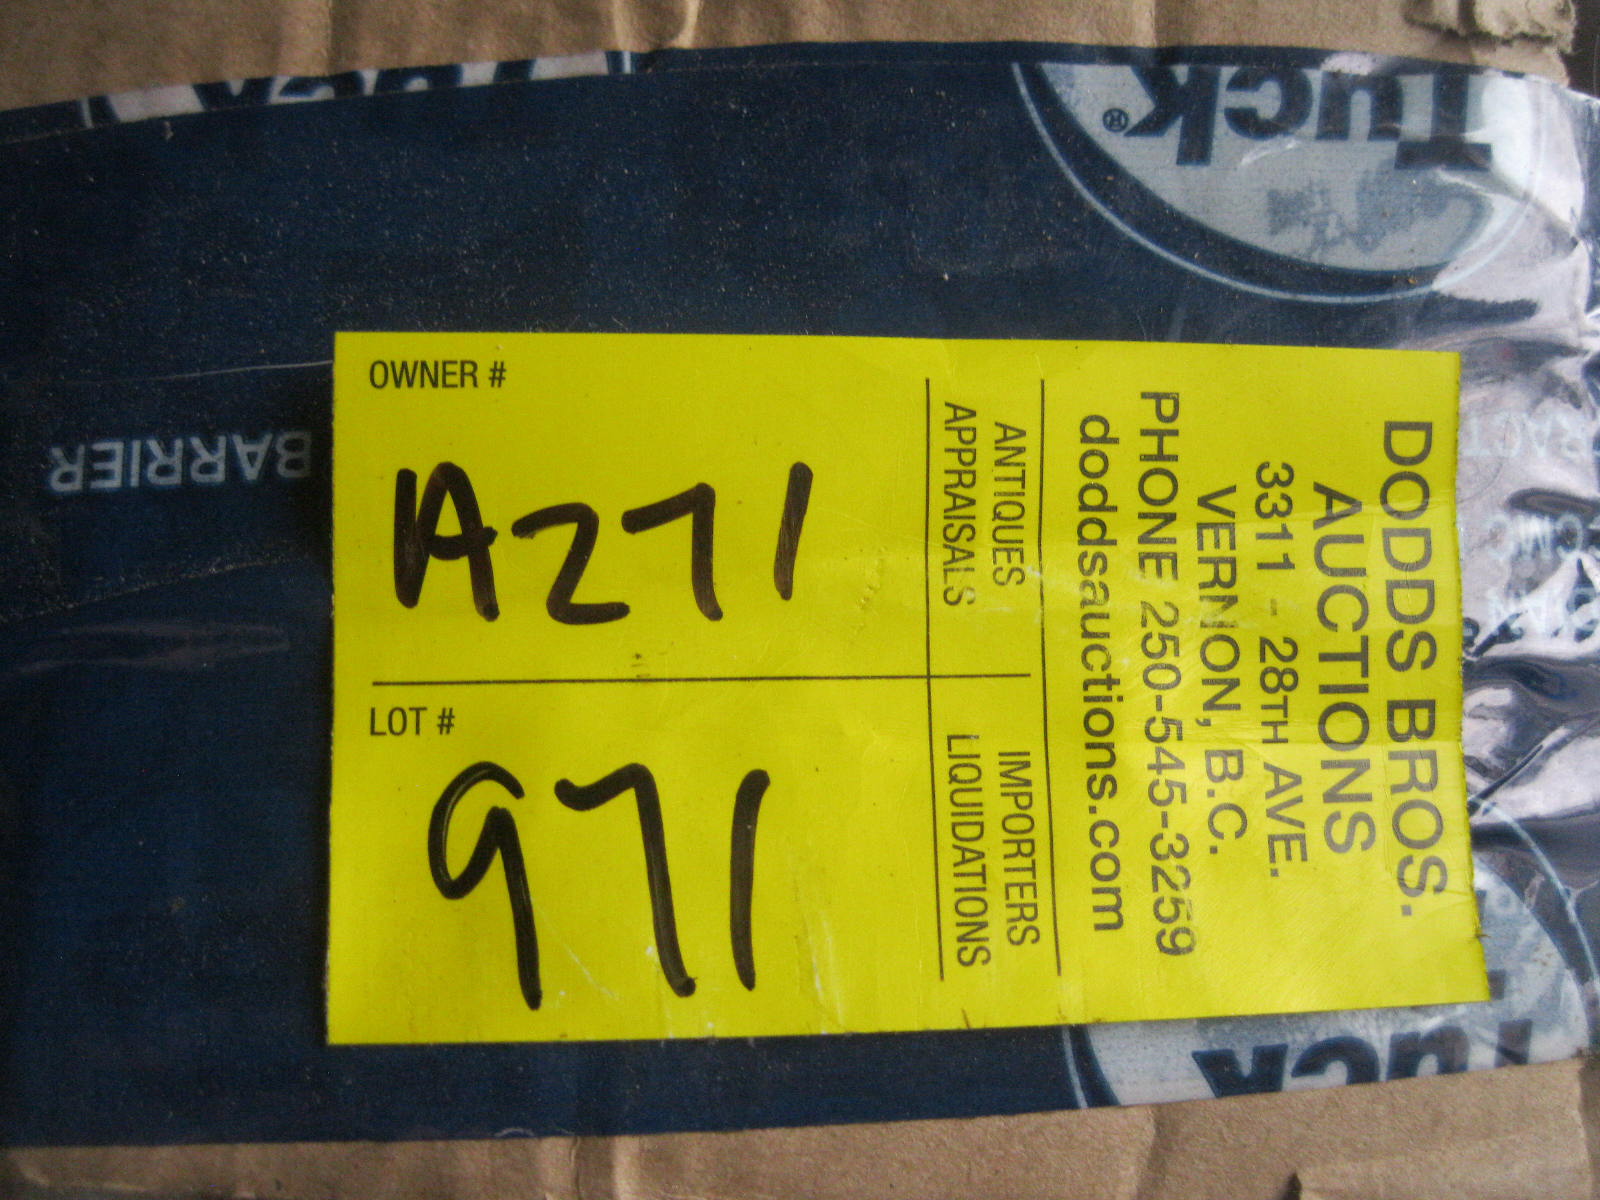 DODDS BROS.
AUCTIONS
3311 - 28TH AVE.
VERNON, B.C.
PHONE 250-545-3259
doddsauctions.com
ANTIQUES
APPRAISALS
IMPORTERS
LIQUIDATIONS
OWNER #
A271
LOT #
971
Tuck®
BARRIER
Tuck
Tuck